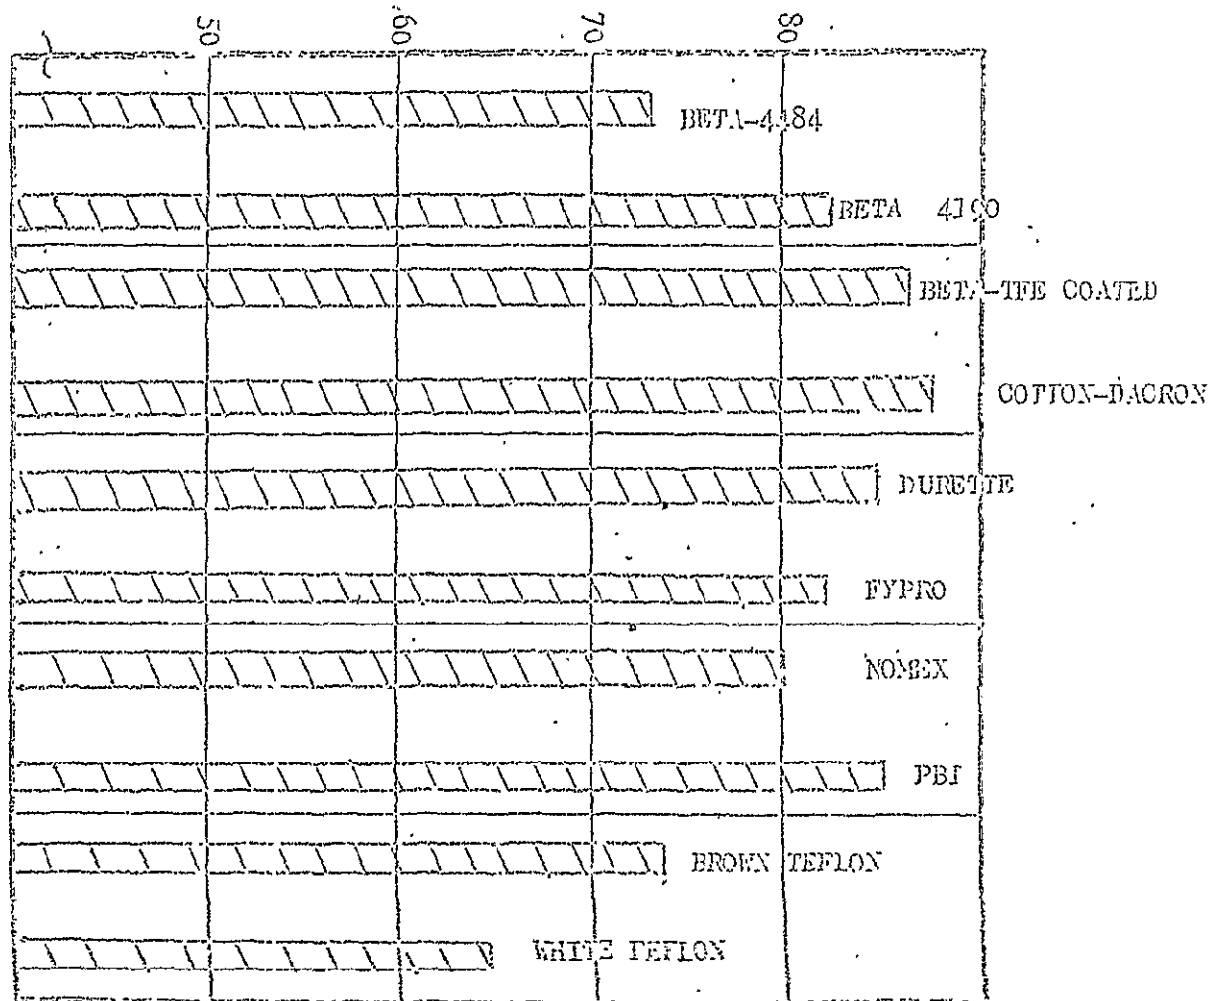 50 60 70 80
BETA-4484
BETA 4190
BETA-TFE COATED
COTTON-DACRON
DURETTE
FYPRO
NOMEX
PBI
BROWN TEFLON
WHITE TEFLON